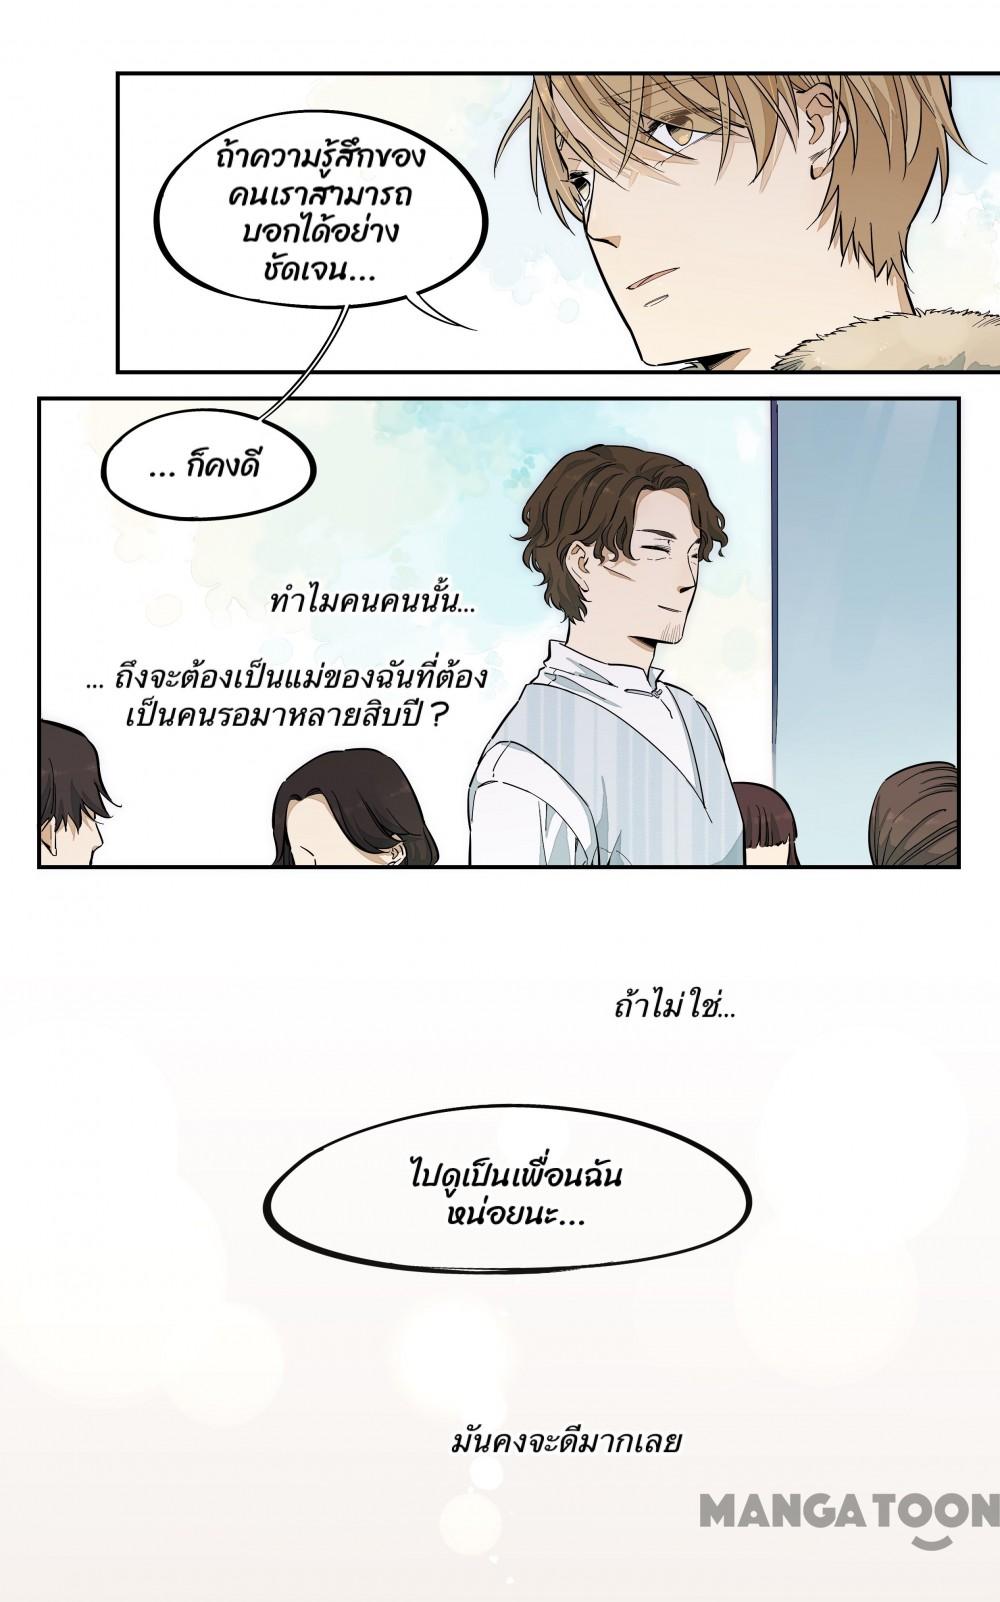 ถ้าความรู้สึกของ
คนเราสามารถ
บอกได้อย่าง
ชัดเจน...
... ก็คงดี
ทำไมคนคนนั้น...
... ถึงจะต้องเป็นแม่ของฉันที่ต้อง
เป็นคนรอมาหลายสิบปี ?
ถ้าไม่ใช่...
ไปดูเป็นเพื่อนฉัน
หน่อยนะ...
มันคงจะดีมากเลย
MANGATOON